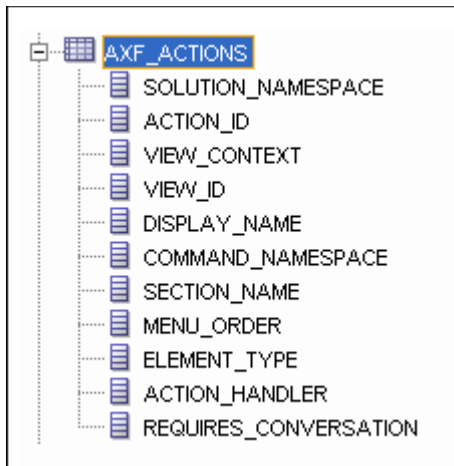 AXF_ACTIONS
SOLUTION_NAMESPACE
ACTION_ID
VIEW_CONTEXT
VIEW_ID
DISPLAY_NAME
COMMAND_NAMESPACE
SECTION_NAME
MENU_ORDER
ELEMENT_TYPE
ACTION_HANDLER
REQUIRES_CONVERSATION